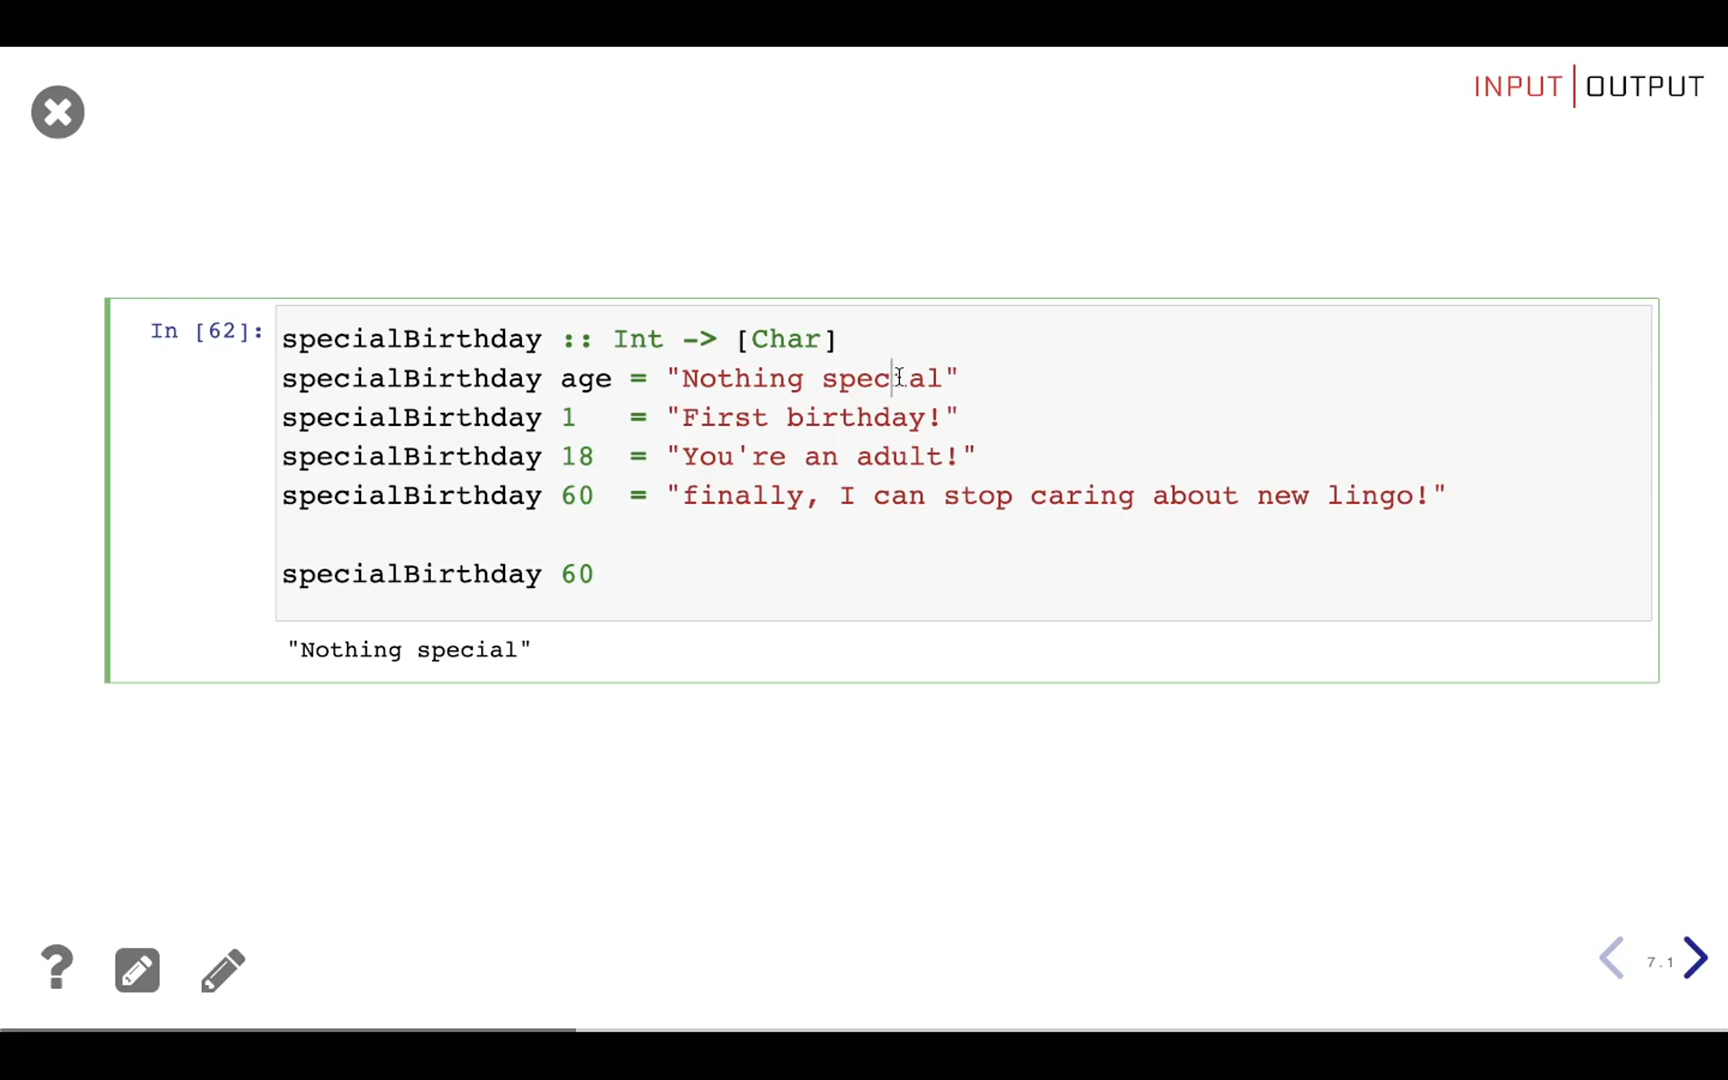 INPUT | OUTPUT
In [62]:
specialBirthday :: Int -> [Char]
specialBirthday age = "Nothing special"
specialBirthday 1   = "First birthday!"
specialBirthday 18  = "You're an adult!"
specialBirthday 60  = "finally, I can stop caring about new lingo!"
specialBirthday 60
"Nothing special"
?
7.1